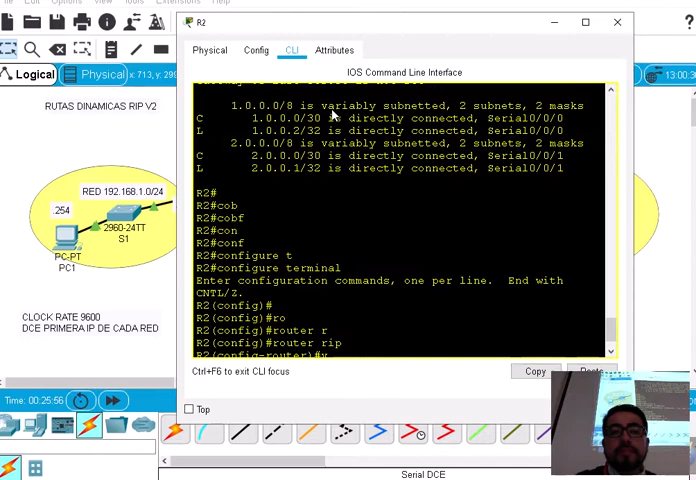 View Tools Extensions Help
R2
Logical
Physical
x: 713, y: 299
Physical Config CLI Attributes
13:00:3
IOS Command Line Interface
RUTAS DINAMICAS RIP V2
1.0.0.0/8 is variably subnetted, 2 subnets, 2 masks
C 1.0.0.0/30 is directly connected, Serial0/0/0
L 1.0.0.2/32 is directly connected, Serial0/0/0
2.0.0.0/8 is variably subnetted, 2 subnets, 2 masks
C 2.0.0.0/30 is directly connected, Serial0/0/1
L 2.0.0.1/32 is directly connected, Serial0/0/1
R2#
R2#cob
R2#cobf
R2#con
R2#conf
R2#configure t
R2#configure terminal
Enter configuration commands, one per line. End with
CNTL/Z.
R2(config)#
R2(config)#ro
R2(config)#router r
R2(config)#router rip
R2(config-router)#v
RED 192.168.1.0/24
.254
2960-24TT
S1
PC-PT
PC1
CLOCK RATE 9600
DCE PRIMERA IP DE CADA RED
Ctrl+F6 to exit CLI focus
Copy
Paste
Time: 00:25:56
Top
Serial DCE